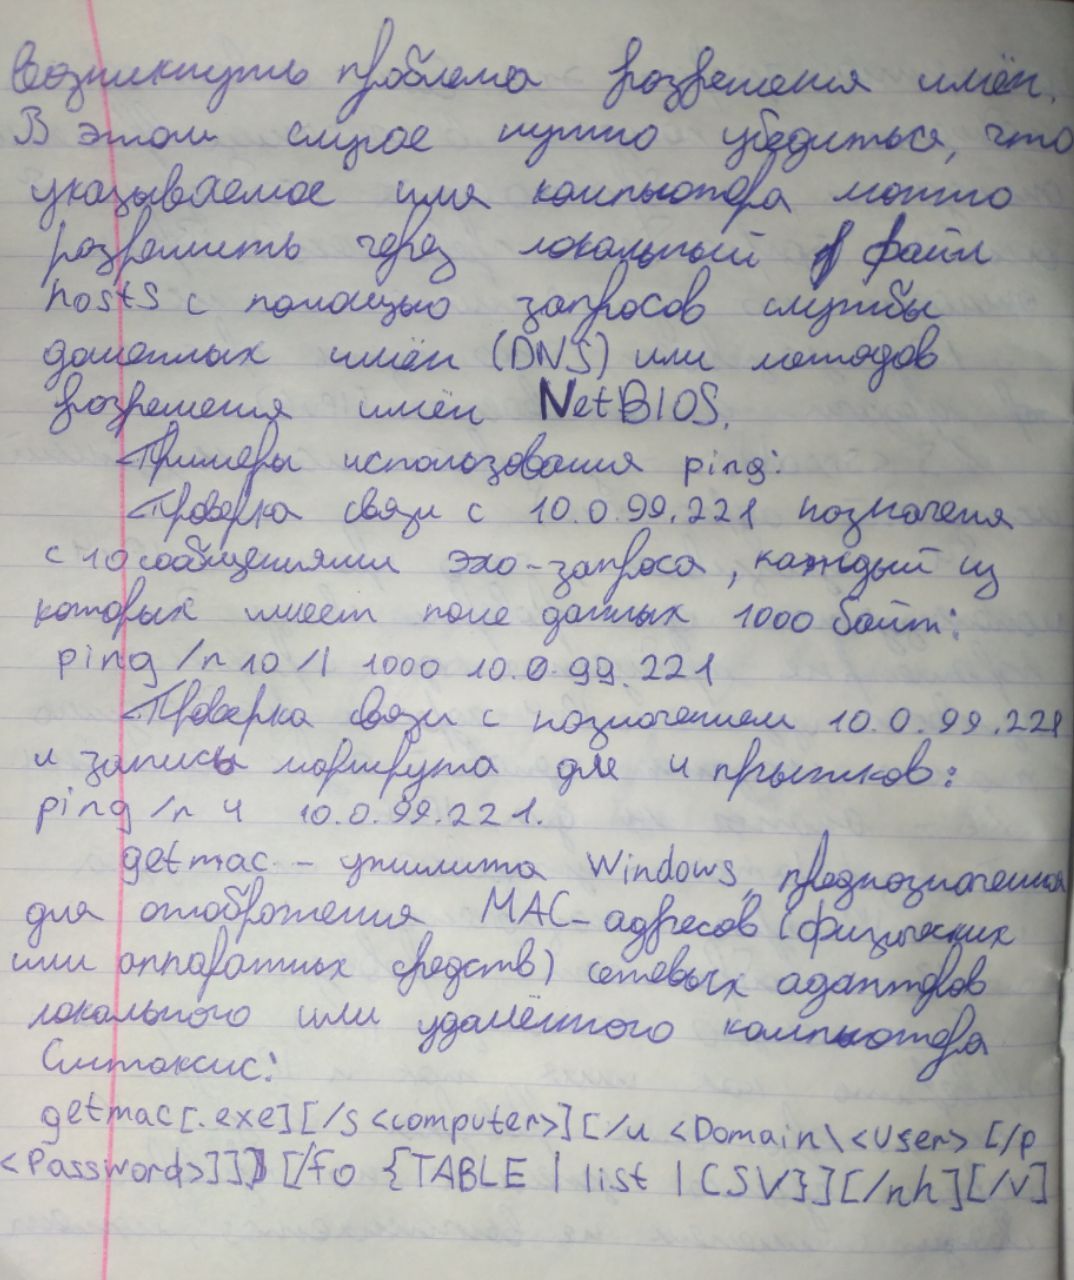 возникнуть проблема разрешения имён.
В этом случае нужно убедиться, что
указываемое имя компьютера можно
разрешить через локальный файл
hosts с помощью запросов службы
доменных имён (DNS) или методов
разрешения имён NetBIOS.
Примеры использования ping:
Проверка связи с 10.0.99.221 назначения
с 10 сообщениями эхо-запроса, каждый из
которых имеет поле данных 1000 байт:
ping /n 10 /l 1000 10.0.99.221
Проверка связи с назначением 10.0.99.221
и записи маршрута для 4 прыжков:
ping /n 4 10.0.99.221.
getmac - утилита Windows, предназначенная
для отображения MAC-адресов (физических
или аппаратных средств) сетевых адаптеров
локального или удалённого компьютера
Синтаксис:
getmac[.exe][/s <computer>][/u <Domain\<User> [/p
<Password>]]] [/fo {TABLE | list | CSV}][/nh][/v]